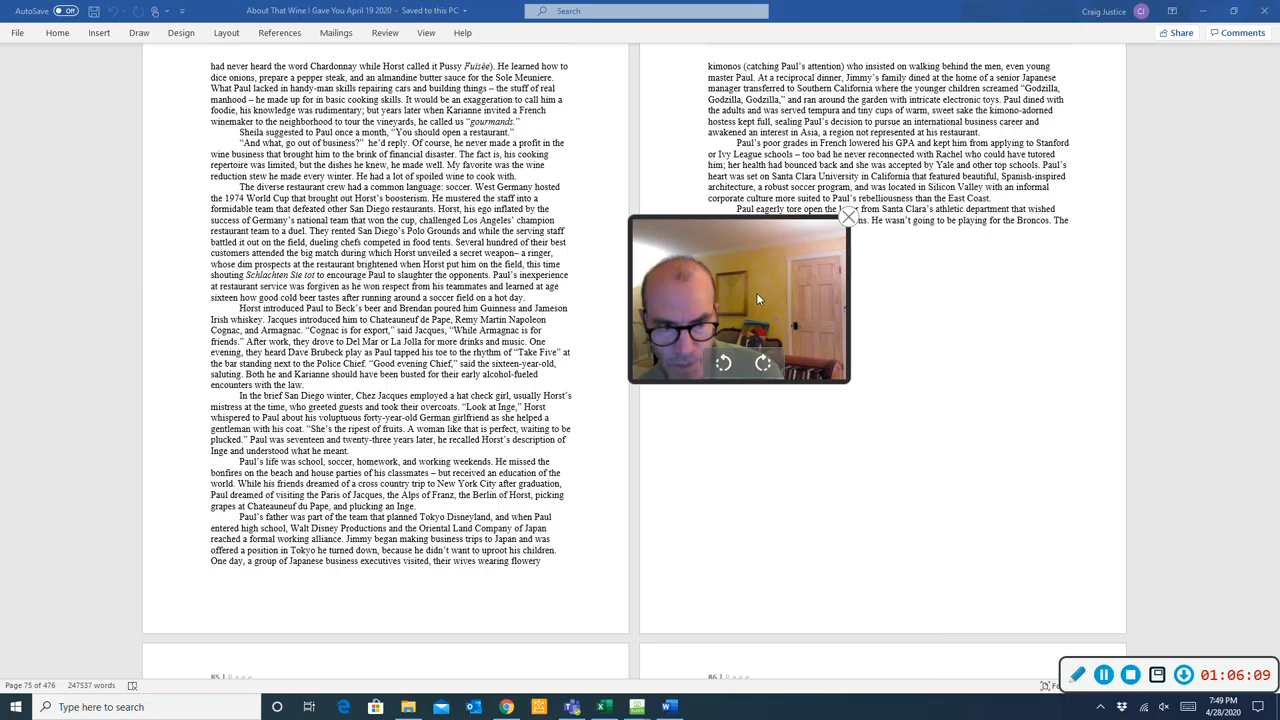 AutoSave Off
About That Wine I Gave You April 19 2020 - Saved to this PC
Search
Craig Justice
File Home Insert Draw Design Layout References Mailings Review View Help
Share Comments
had never heard the word Chardonnay while Horst called it Pussy Fuisèe). He learned how to
dice onions, prepare a pepper steak, and an almandine butter sauce for the Sole Meuniere.
What Paul lacked in handy-man skills repairing cars and building things – the stuff of real
manhood – he made up for in basic cooking skills. It would be an exaggeration to call him a
foodie, his knowledge was rudimentary; but years later when Karianne invited a French
winemaker to the neighborhood to tour the vineyards, he called us “gourmands.”
Sheila suggested to Paul once a month, “You should open a restaurant.”
“And what, go out of business?” he’d reply. Of course, he never made a profit in the
wine business that brought him to the brink of financial disaster. The fact is, his cooking
repertoire was limited, but the dishes he knew, he made well. My favorite was the wine
reduction stew he made every winter. He had a lot of spoiled wine to cook with.
The diverse restaurant crew had a common language: soccer. West Germany hosted
the 1974 World Cup that brought out Horst’s boosterism. He mustered the staff into a
formidable team that defeated other San Diego restaurants. Horst, his ego inflated by the
success of Germany’s national team that won the cup, challenged Los Angeles’ champion
restaurant team to a duel. They rented San Diego’s Polo Grounds and while the serving staff
battled it out on the field, dueling chefs competed in food tents. Several hundred of their best
customers attended the big match during which Horst unveiled a secret weapon– a ringer,
whose dim prospects at the restaurant brightened when Horst put him on the field, this time
shouting Schlachten Sie tot to encourage Paul to slaughter the opponents. Paul’s inexperience
at restaurant service was forgiven as he won respect from his teammates and learned at age
sixteen how good cold beer tastes after running around a soccer field on a hot day.
Horst introduced Paul to Beck’s beer and Brendan poured him Guinness and Jameson
Irish whiskey. Jacques introduced him to Chateauneuf de Pape, Remy Martin Napoleon
Cognac, and Armagnac. “Cognac is for export,” said Jacques, “While Armagnac is for
friends.” After work, they drove to Del Mar or La Jolla for more drinks and music. One
evening, they heard Dave Brubeck play as Paul tapped his toe to the rhythm of “Take Five” at
the bar standing next to the Police Chief. “Good evening Chief,” said the sixteen-year-old,
saluting. Both he and Karianne should have been busted for their early alcohol-fueled
encounters with the law.
In the brief San Diego winter, Chez Jacques employed a hat check girl, usually Horst’s
mistress at the time, who greeted guests and took their overcoats. “Look at Inge,” Horst
whispered to Paul about his voluptuous forty-year-old German girlfriend as she helped a
gentleman with his coat. “She’s the ripest of fruits. A woman like that is perfect, waiting to be
plucked.” Paul was seventeen and twenty-three years later, he recalled Horst’s description of
Inge and understood what he meant.
Paul’s life was school, soccer, homework, and working weekends. He missed the
bonfires on the beach and house parties of his classmates – but received an education of the
world. While his friends dreamed of a cross country trip to New York City after graduation,
Paul dreamed of visiting the Paris of Jacques, the Alps of Franz, the Berlin of Horst, picking
grapes at Chateauneuf du Pape, and plucking an Inge.
Paul’s father was part of the team that planned Tokyo Disneyland, and when Paul
entered high school, Walt Disney Productions and the Oriental Land Company of Japan
reached a formal working alliance. Jimmy began making business trips to Japan and was
offered a position in Tokyo he turned down, because he didn’t want to uproot his children.
One day, a group of Japanese business executives visited, their wives wearing flowery
kimonos (catching Paul’s attention) who insisted on walking behind the men, even young
master Paul. At a reciprocal dinner, Jimmy’s family dined at the home of a senior Japanese
manager transferred to Southern California where the younger children screamed “Godzilla,
Godzilla, Godzilla,” and ran around the garden with intricate electronic toys. Paul dined with
the adults and was served tempura and tiny cups of warm, sweet sake the kimono-adorned
hostess kept full, sealing Paul’s decision to pursue an international business career and
awakened an interest in Asia, a region not represented at his restaurant.
Paul’s poor grades in French lowered his GPA and kept him from applying to Stanford
or Ivy League schools – too bad he never reconnected with Rachel who could have tutored
him; her health had bounced back and she was accepted by Yale and other top schools. Paul’s
heart was set on Santa Clara University in California that featured beautiful, Spanish-inspired
architecture, a robust soccer program, and was located in Silicon Valley with an informal
corporate culture more suited to Paul’s rebelliousness than the East Coast.
Paul eagerly tore open the from Santa Clara’s athletic department that wished
He wasn’t going to be playing for the Broncos. The
85 | Page
86 | Page
Page 75 of 476 247537 words
01:06:09
Type here to search
7:49 PM
4/28/2020